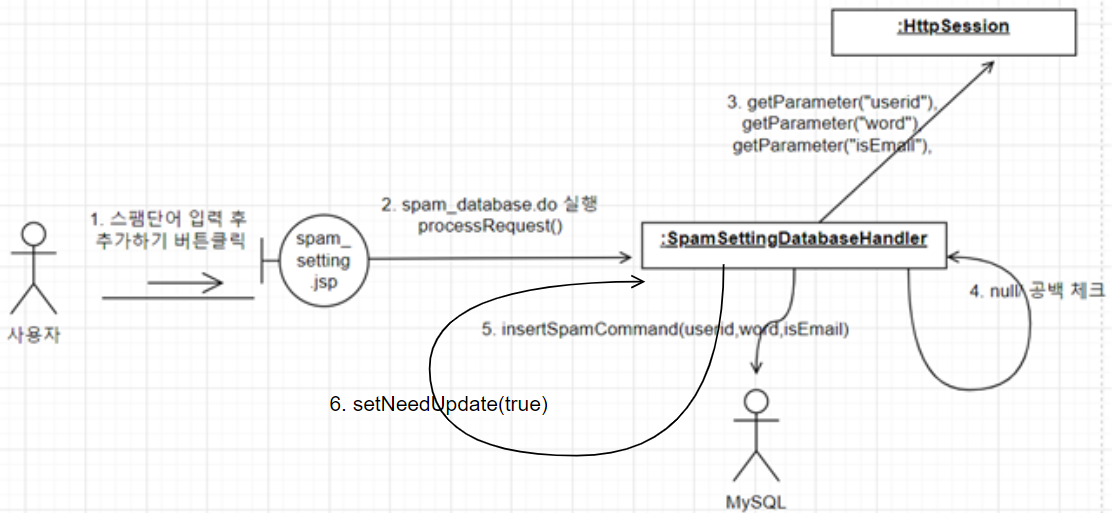 :HttpSession
3. getParameter("userid"),
getParameter("word"),
getParameter("isEmail"),
1. 스팸단어 입력 후
추가하기 버튼클릭
2. spam_database.do 실행
processRequest()
spam_
setting
.jsp
:SpamSettingDatabaseHandler
4. null/ 공백 체크
사용자
5. insertSpamCommand(userid,word,isEmail)
6. setNeedUpdate(true)
MySQL